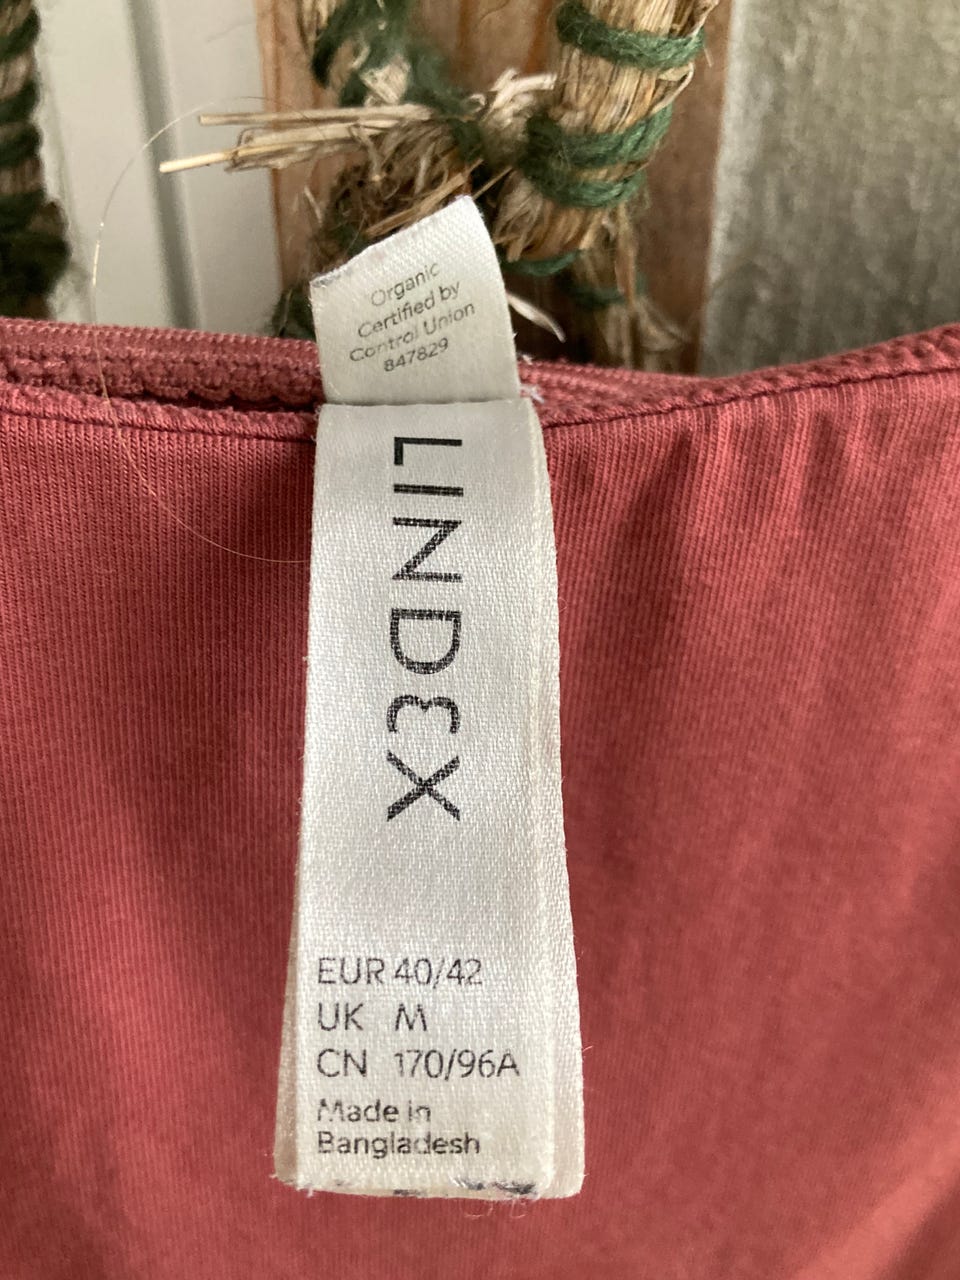 Organic
Certified by
Control Union
847829
LINDEX
EUR 40/42
UK M
CN 170/96A
Made in
Bangladesh